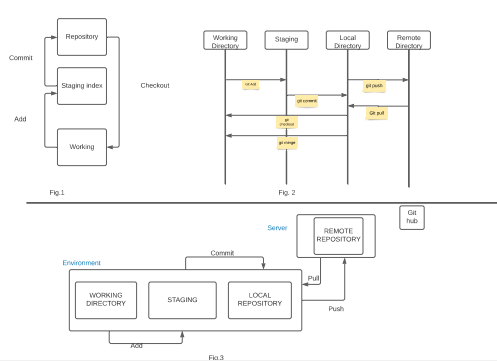 Repository
Commit
Staging index
Checkout
Add
Working
Fig.1
Working
Directory
Staging
Local
Directory
Remote
Directory
Git Add
git commit
git push
Git pull
git
checkout
git merge
Fig. 2
Git
hub
Server
REMOTE
REPOSITORY
Environment
Commit
Pull
WORKING
DIRECTORY
STAGING
LOCAL
REPOSITORY
Push
Add
Fig.3